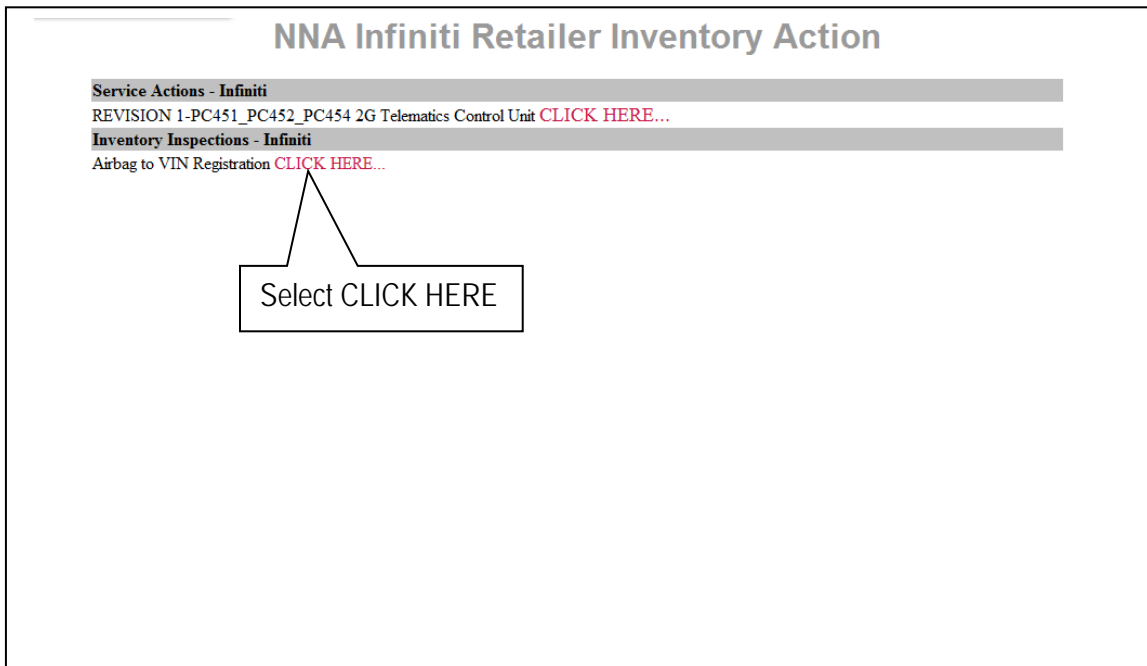 NNA Infiniti Retailer Inventory Action
Service Actions - Infiniti
REVISION 1-PC451_PC452_PC454 2G Telematics Control Unit CLICK HERE...
Inventory Inspections - Infiniti
Airbag to VIN Registration CLICK HERE...
Select CLICK HERE